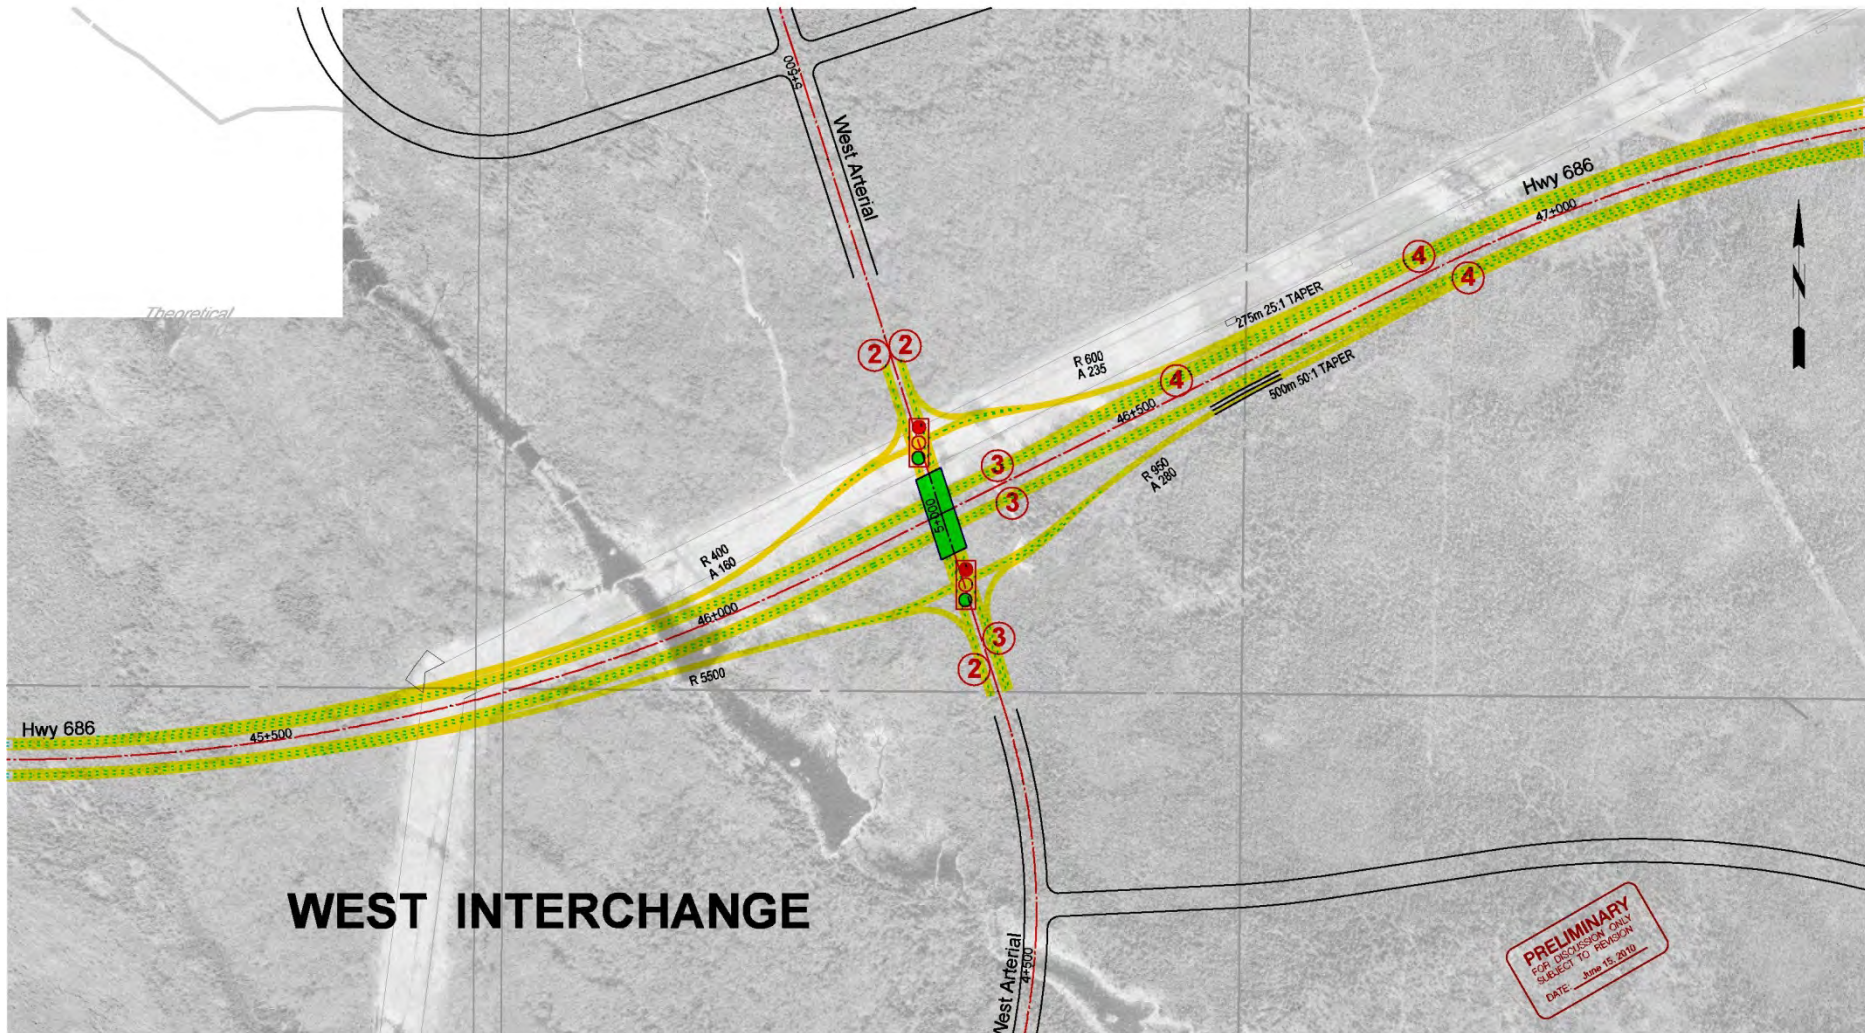 5+500
West Arterial
Theoretical
Hwy 686
47+000
4
4
275m 25:1 TAPER
2
2
R 600
A 235
4
46+500
500m 50:1 TAPER
3
3
R 950
A 280
5+000
R 400
A 160
46+000
3
2
R 5500
Hwy 686
45+500
N
WEST INTERCHANGE
West Arterial
4+500
PRELIMINARY
FOR DISCUSSION ONLY
SUBJECT TO REVISION
DATE: June 15, 2010